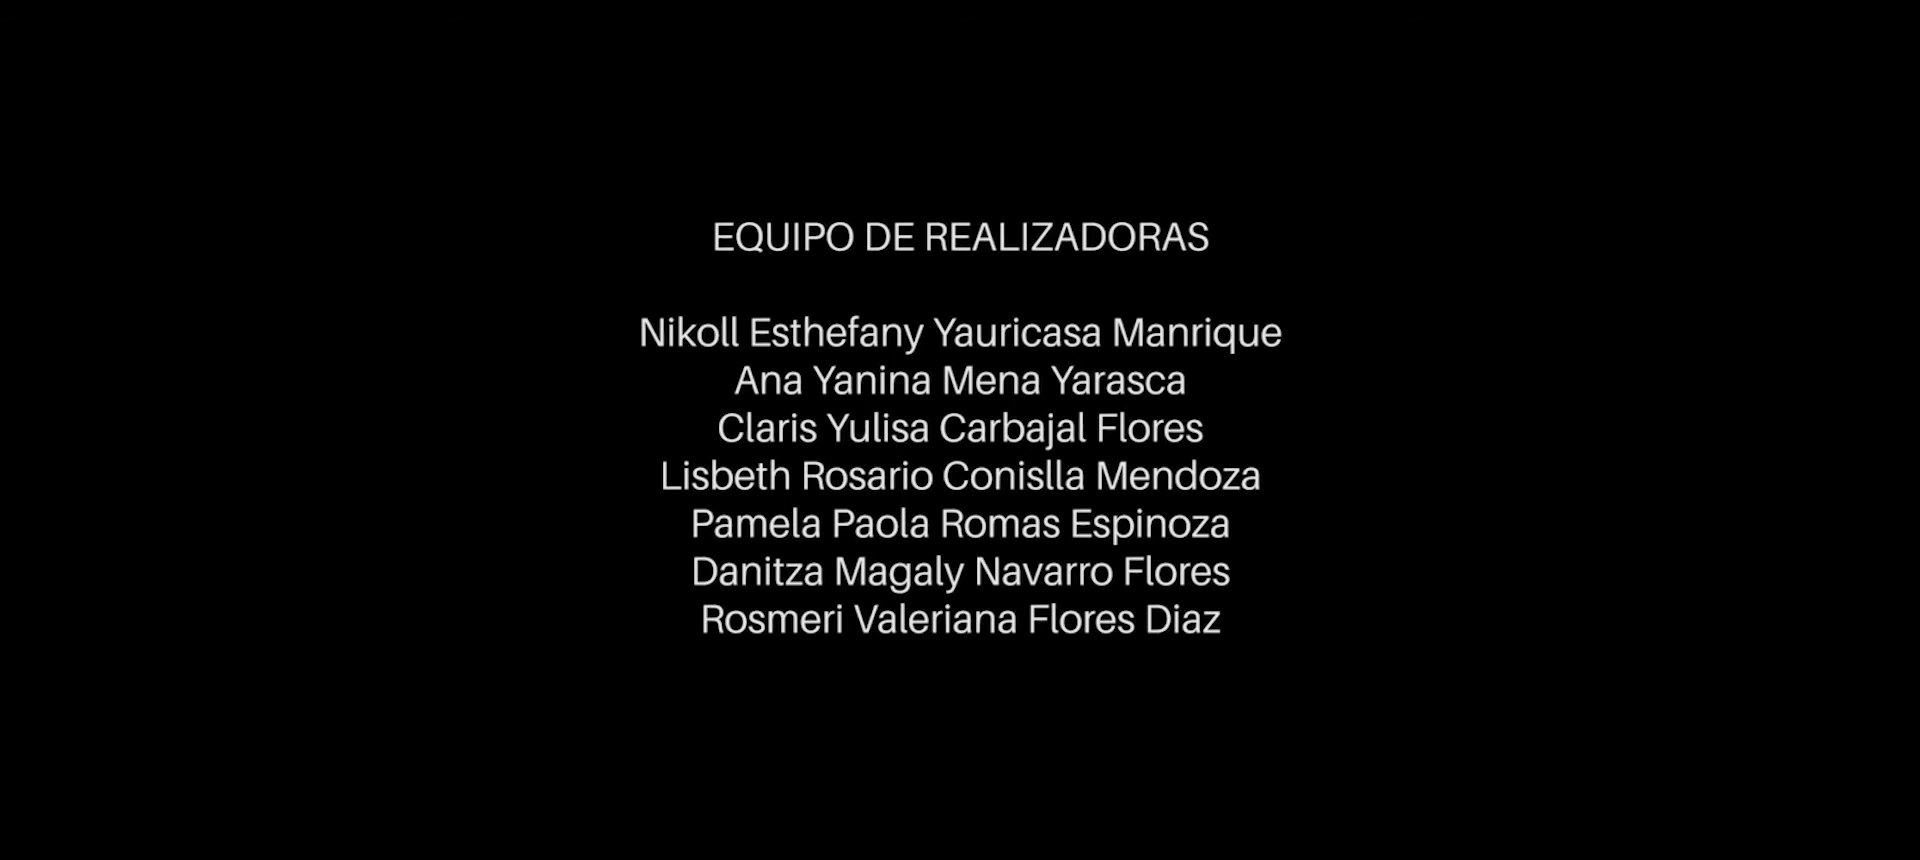 EQUIPO DE REALIZADORAS
Nikoll Esthefany Yauricasa Manrique
Ana Yanina Mena Yarasca
Claris Yulisa Carbajal Flores
Lisbeth Rosario Conislla Mendoza
Pamela Paola Romas Espinoza
Danitza Magaly Navarro Flores
Rosmeri Valeriana Flores Diaz